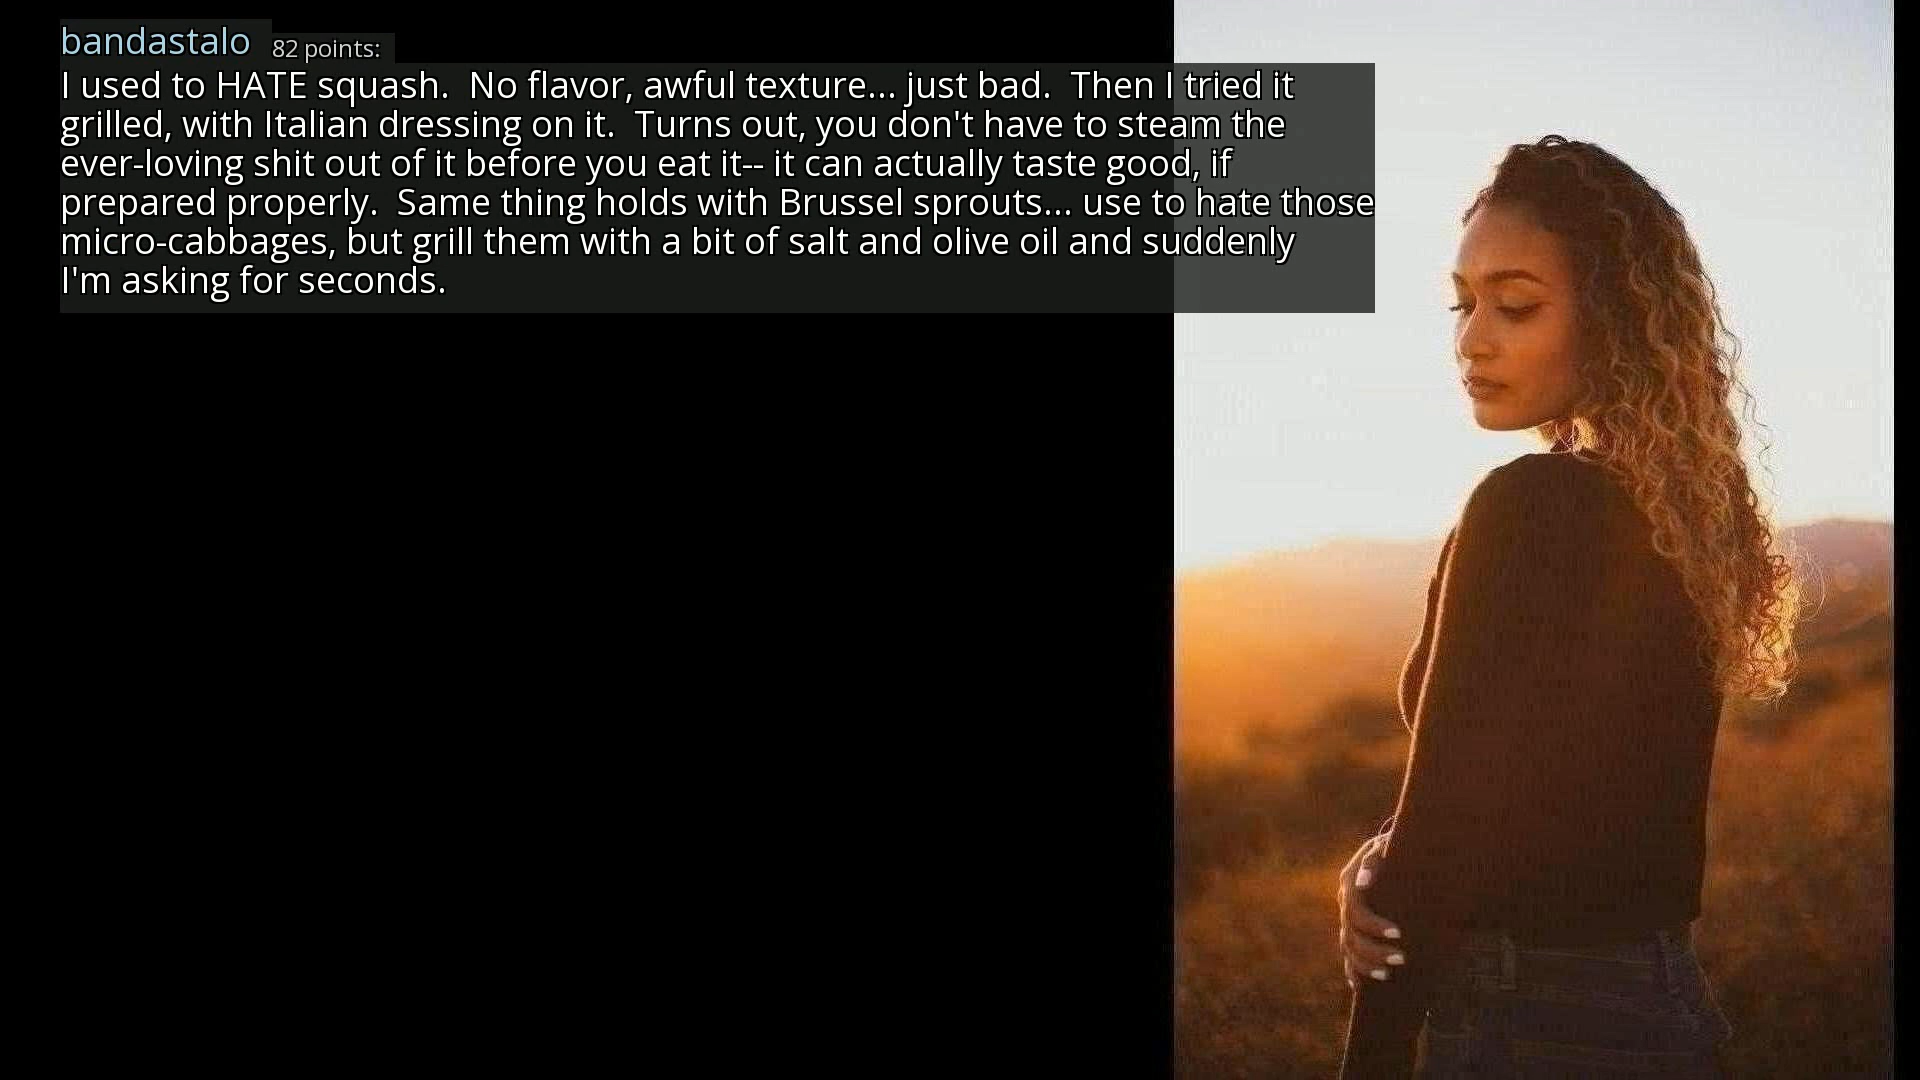 bandastalo 82 points:
I used to HATE squash.  No flavor, awful texture... just bad.  Then I tried it
grilled, with Italian dressing on it.  Turns out, you don't have to steam the
ever-loving shit out of it before you eat it-- it can actually taste good, if
prepared properly.  Same thing holds with Brussel sprouts... use to hate those
micro-cabbages, but grill them with a bit of salt and olive oil and suddenly
I'm asking for seconds.